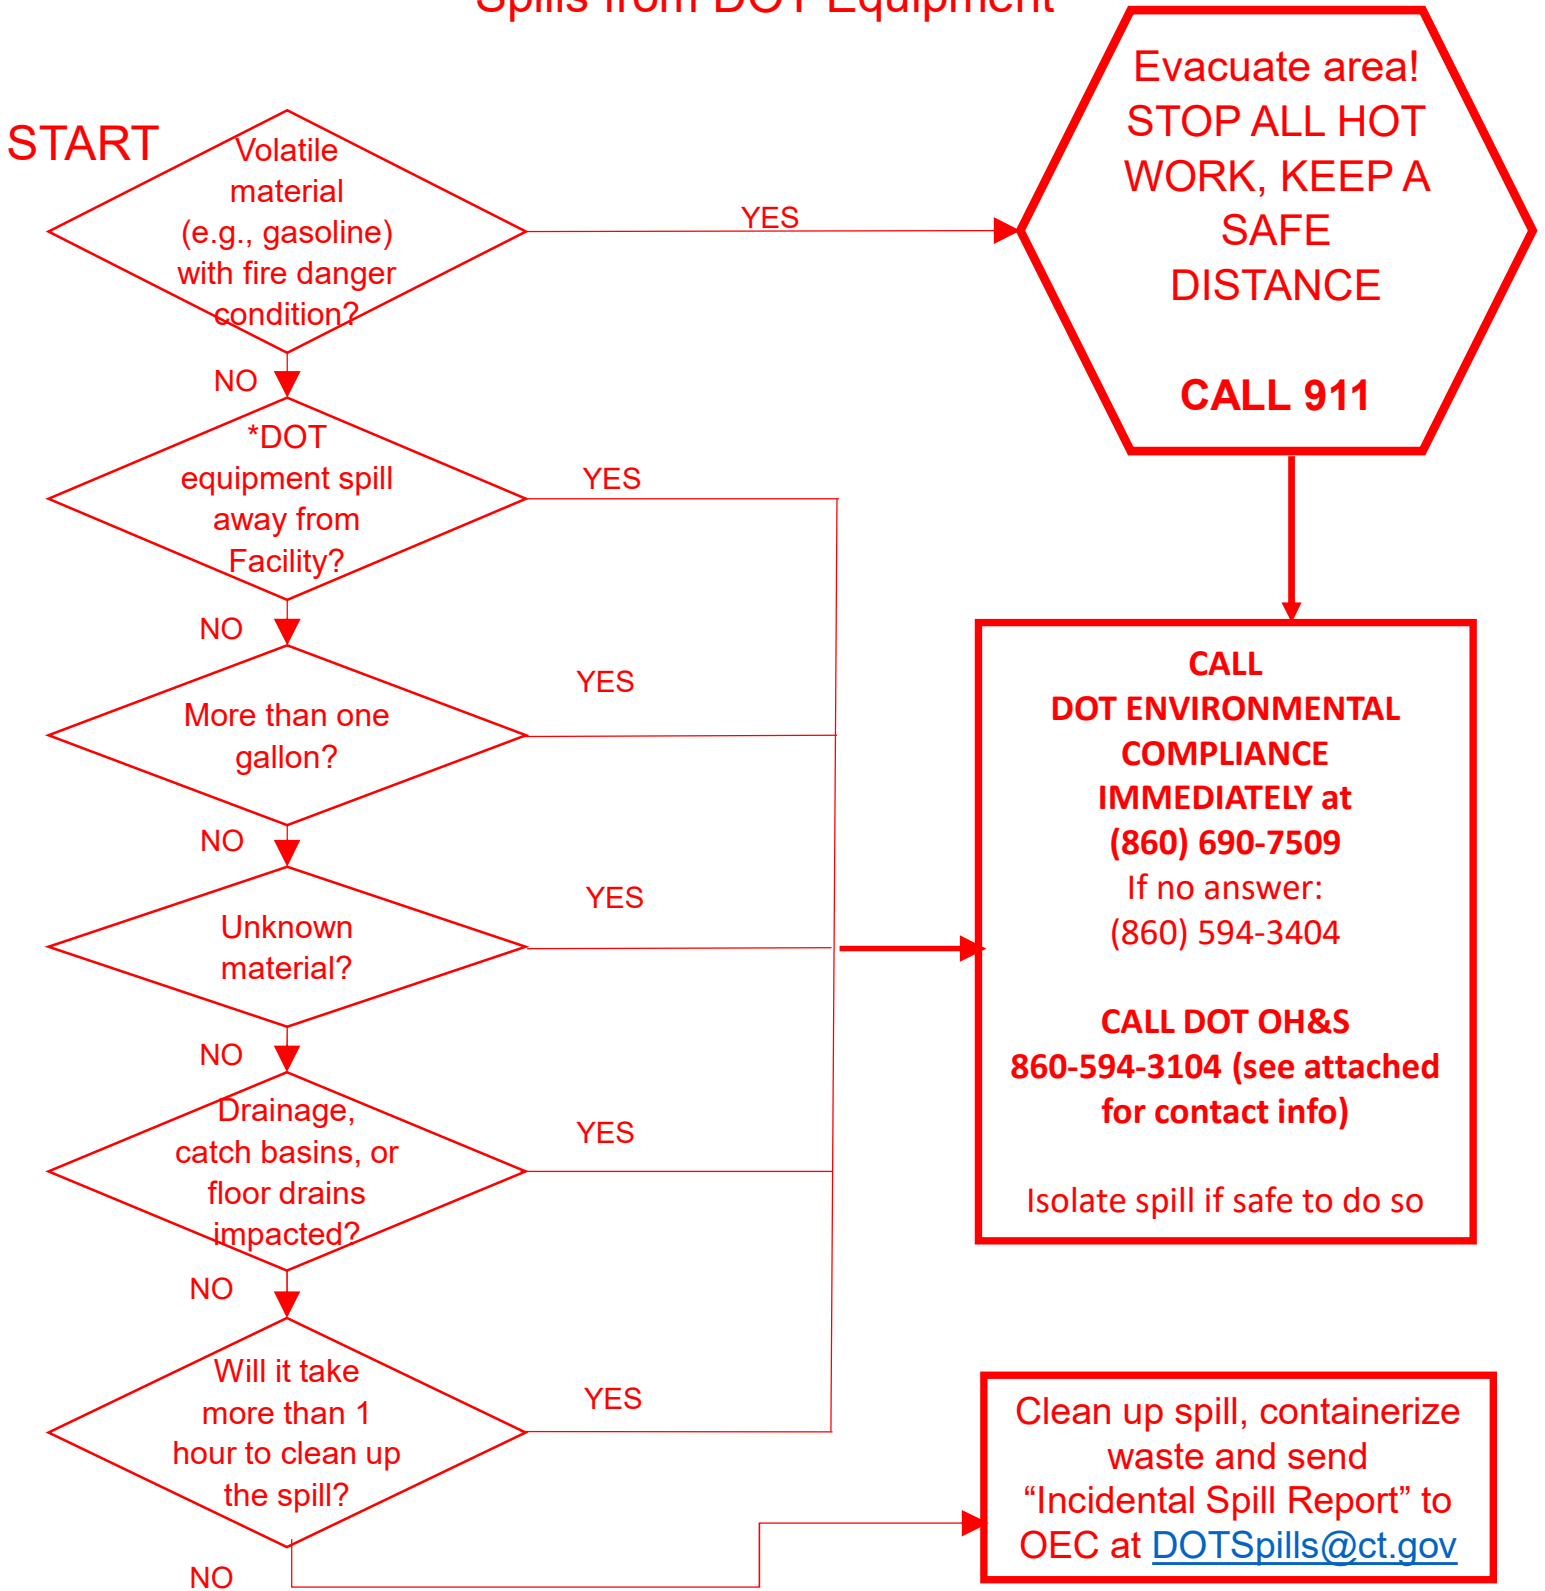 Spills from DOT Equipment
START
Volatile
material
(e.g., gasoline)
with fire danger
condition?
YES
Evacuate area!
STOP ALL HOT
WORK, KEEP A
SAFE
DISTANCE
CALL 911
NO
*DOT
equipment spill
away from
Facility?
YES
NO
More than one
gallon?
YES
NO
Unknown
material?
YES
NO
Drainage,
catch basins, or
floor drains
impacted?
YES
NO
Will it take
more than 1
hour to clean up
the spill?
YES
NO
CALL
DOT ENVIRONMENTAL
COMPLIANCE
IMMEDIATELY at
(860) 690-7509
If no answer:
(860) 594-3404
CALL DOT OH&S
860-594-3104 (see attached
for contact info)
Isolate spill if safe to do so
Clean up spill, containerize
waste and send
“Incidental Spill Report” to
OEC at DOTSpills@ct.gov